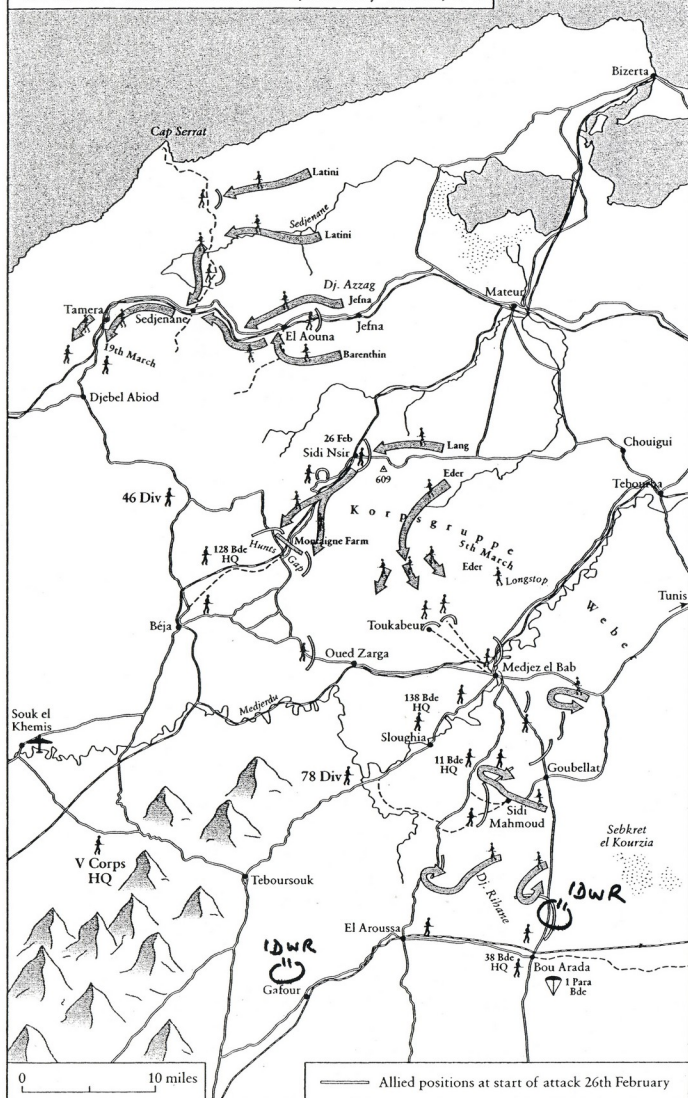 Bizerta
Cap Serrat
Latini
Sedjenane
Latini
Dj. Azzag
Jefna
Mateur
Tamera
Sedjenane
Jefna
El Aouna
19th March
Barenthin
Djebel Abiod
26 Feb
Sidi Nsir
Lang
Chouigui
609
Eder
Tebourba
46 Div
Korpsgruppe
5th March
128 Bde
HQ
Hunts
Gap
Montaigne Farm
Eder
Longstop
Weber
Tunis
Béja
Toukabeur
Oued Zarga
Medjez el Bab
Medjerda
138 Bde
HQ
Souk el
Khemis
Sloughia
11 Bde
HQ
78 Div
Goubellat
Sidi
Mahmoud
Sebkret
el Kourzia
V Corps
HQ
Teboursouk
Dj. Rihane
1DWR
El Aroussa
1DWR
38 Bde
HQ
Bou Arada
1 Para
Bde
Gafour
0 10 miles
Allied positions at start of attack 26th February